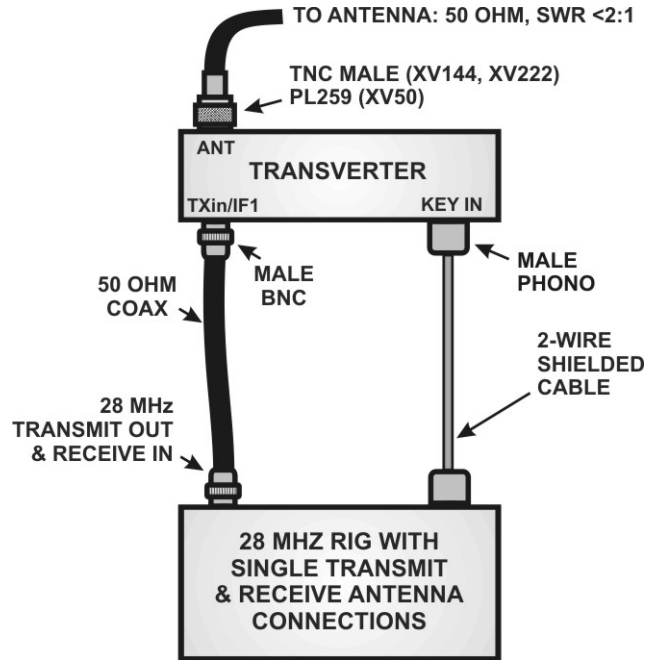 TO ANTENNA: 50 OHM, SWR <2:1
TNC MALE (XV144, XV222)
PL259 (XV50)
ANT
TRANSVERTER
TXin/IF1
KEY IN
MALE
BNC
MALE
PHONO
50 OHM
COAX
2-WIRE
SHIELDED
CABLE
28 MHz
TRANSMIT OUT
& RECEIVE IN
28 MHZ RIG WITH
SINGLE TRANSMIT
& RECEIVE ANTENNA
CONNECTIONS